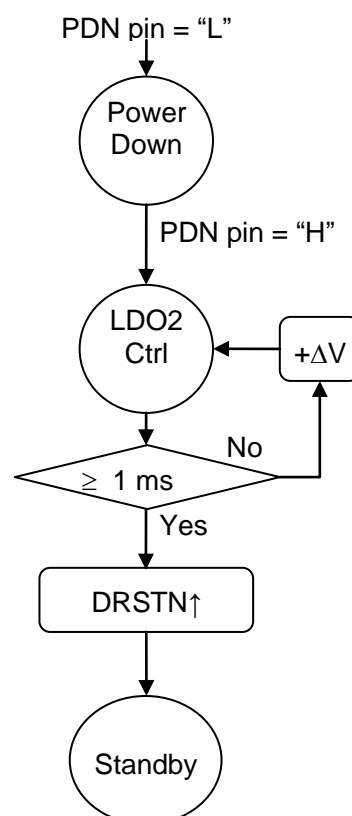 PDN pin = “L”
Power
Down
PDN pin = “H”
LDO2
Ctrl
+ΔV
No
≥ 1 ms
Yes
DRSTN↑
Standby